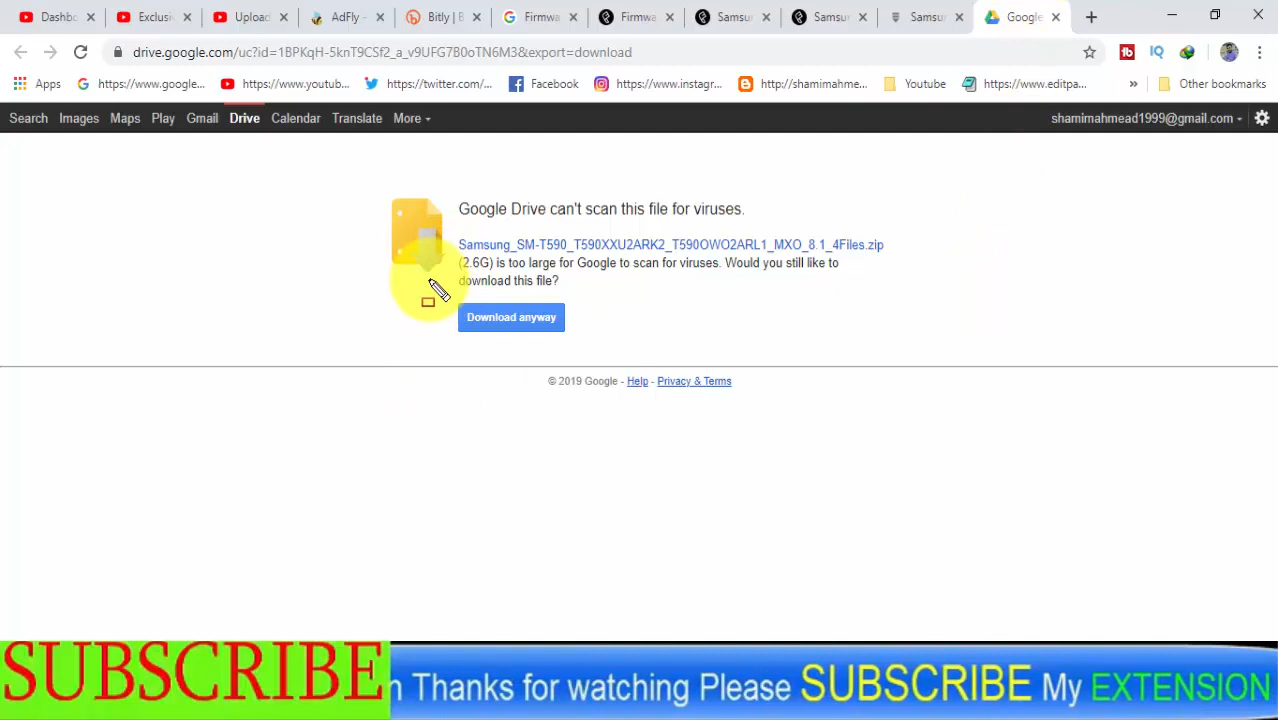 Dashbo
Exclusiv
Upload
AdFly -
Bitly | B
Firmwa
Firmwa
Samsu
Samsu
Samsu
Google
drive.google.com/uc?id=1BPKqH-5knT9CSf2_a_v9UFG7B0oTN6M3&export=download
Apps
https://www.google...
https://www.youtub...
https://twitter.com/...
Facebook
https://www.instagr...
http://shamimahme...
Youtube
https://www.editpa...
Other bookmarks
Search Images Maps Play Gmail Drive Calendar Translate More
shamimahmead1999@gmail.com
Google Drive can't scan this file for viruses.
Samsung_SM-T590_T590XXU2ARK2_T590OWO2ARL1_MXO_8.1_4Files.zip
(2.6G) is too large for Google to scan for viruses. Would you still like to
download this file?
Download anyway
© 2019 Google - Help - Privacy & Terms
SUBSCRIBE
n Thanks for watching Please SUBSCRIBE My EXTENSION